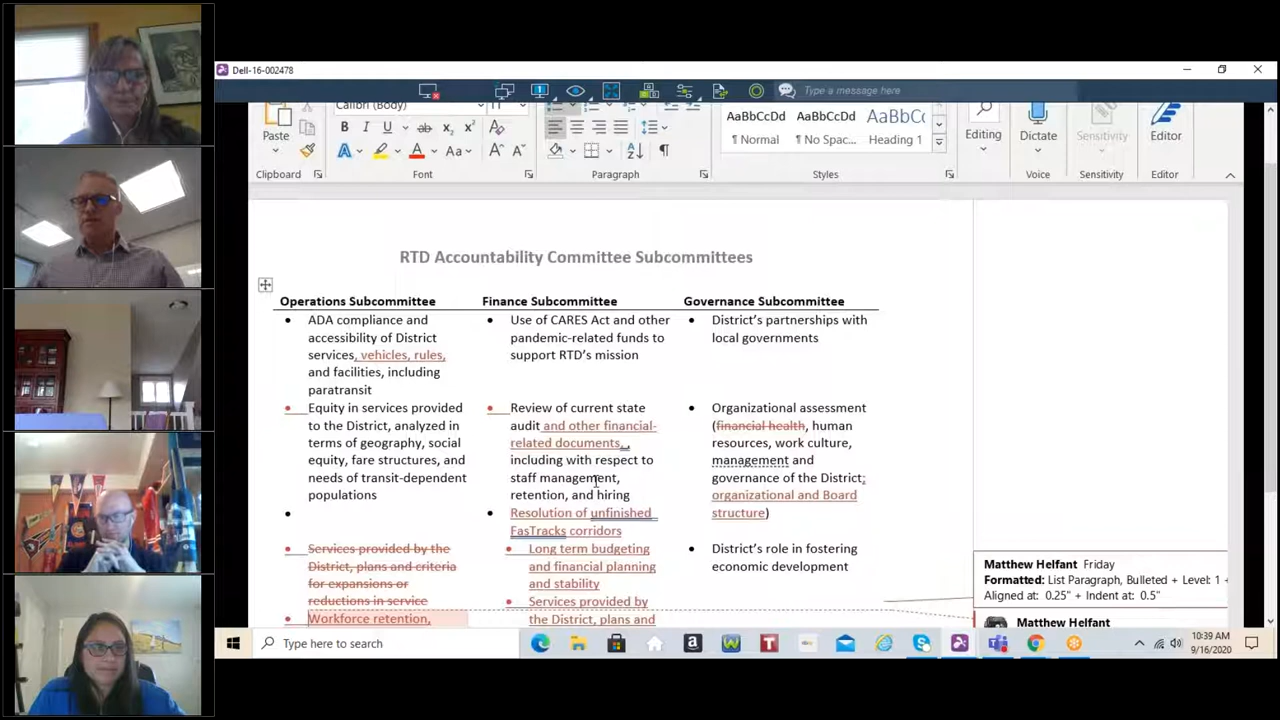 Dell-16-002478
Type a message here
Calibri (Body)
11
Paste
B I U ab x₂ x²
A Aa A A
AaBbCcDd AaBbCcDd AaBbCc
¶ Normal ¶ No Spac... Heading 1
Editing Dictate Sensitivity Editor
Clipboard Font Paragraph Styles Voice Sensitivity Editor
RTD Accountability Committee Subcommittees
Operations Subcommittee
• ADA compliance and
accessibility of District
services, vehicles, rules,
and facilities, including
paratransit
• Equity in services provided
to the District, analyzed in
terms of geography, social
equity, fare structures, and
needs of transit-dependent
populations
•
• Services provided by the
District, plans and criteria
for expansions or
reductions in service
• Workforce retention,
Finance Subcommittee
• Use of CARES Act and other
pandemic-related funds to
support RTD's mission
• Review of current state
audit and other financial-
related documents, ,
including with respect to
staff management,
retention, and hiring
• Resolution of unfinished
FasTracks corridors
• Long term budgeting
and financial planning
and stability
• Services provided by
the District, plans and
Governance Subcommittee
• District's partnerships with
local governments
• Organizational assessment
(financial health, human
resources, work culture,
management and
governance of the District;
organizational and Board
structure)
• District's role in fostering
economic development
Matthew Helfant Friday
Formatted: List Paragraph, Bulleted + Level: 1 +
Aligned at: 0.25" + Indent at: 0.5"
Matthew Helfant
Type here to search
10:39 AM
9/16/2020